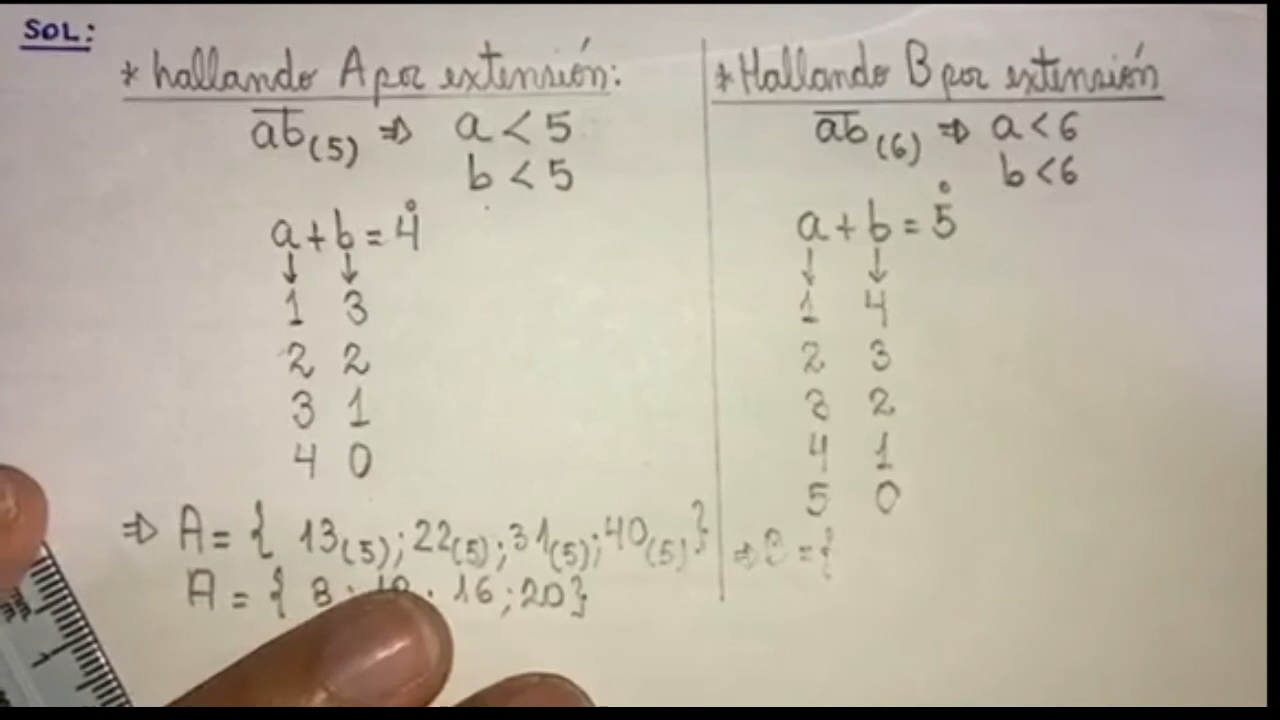 SOL:
* hallando A por extensión:
ab̅(5) ⇒ a < 5
b < 5
a + b = 4̊
↓ ↓
1 3
2 2
3 1
4 0
⇒ A = { 13(5); 22(5); 31(5); 40(5) }
A = { 8; ; 16; 20}
* Hallando B por extensión
ab̅(6) ⇒ a < 6
b < 6
a + b = 5̊
↓ ↓
1 4
2 3
3 2
4 1
5 0
⇒ B = {